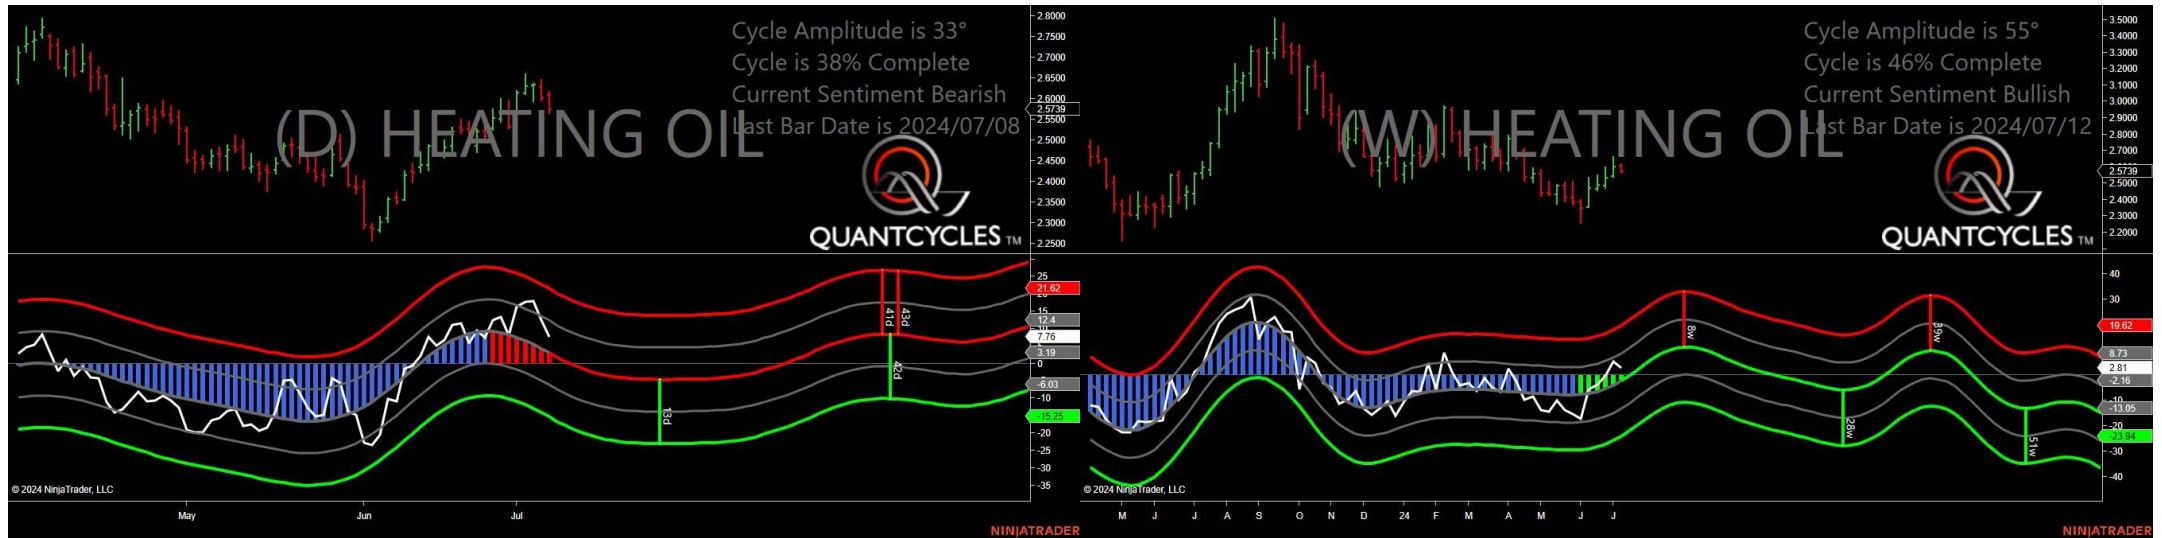 Cycle Amplitude is 33°
Cycle is 38% Complete
Current Sentiment Bearish
Last Bar Date is 2024/07/08
(D) HEATING OIL
QUANTCYCLES TM
2.8000
2.7500
2.7000
2.6500
2.6000
2.5739
2.5500
2.5000
2.4500
2.4000
2.3500
2.3000
2.2500
25
21.62
15
12.4
7.76
3.19
0
-6.03
-10
-15.25
-20
-25
-30
-35
41d
43d
42d
13d
© 2024 NinjaTrader, LLC
May Jun Jul
NINJATRADER
Cycle Amplitude is 55°
Cycle is 46% Complete
Current Sentiment Bullish
Last Bar Date is 2024/07/12
(W) HEATING OIL
QUANTCYCLES TM
3.5000
3.4000
3.3000
3.2000
3.1000
3.0000
2.9000
2.8000
2.7000
2.5739
2.5000
2.4000
2.3000
2.2000
40
30
19.62
8.73
2.81
-2.16
-13.05
-20
-23.94
-30
-40
8w
39w
28w
51w
© 2024 NinjaTrader, LLC
M J J A S O N D 24 F M A M J J
NINJATRADER